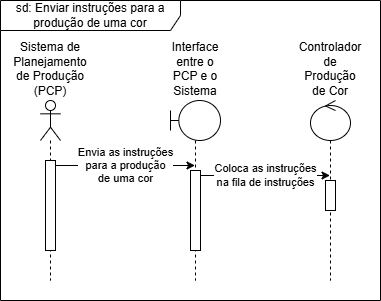 sd: Enviar instruções para a
produção de uma cor
Sistema de
Planejamento
de Produção
(PCP)
Interface
entre o
PCP e o
Sistema
Controlador
de
Produção
de Cor
Envia as instruções
para a produção
de uma cor
Coloca as instruções
na fila de instruções